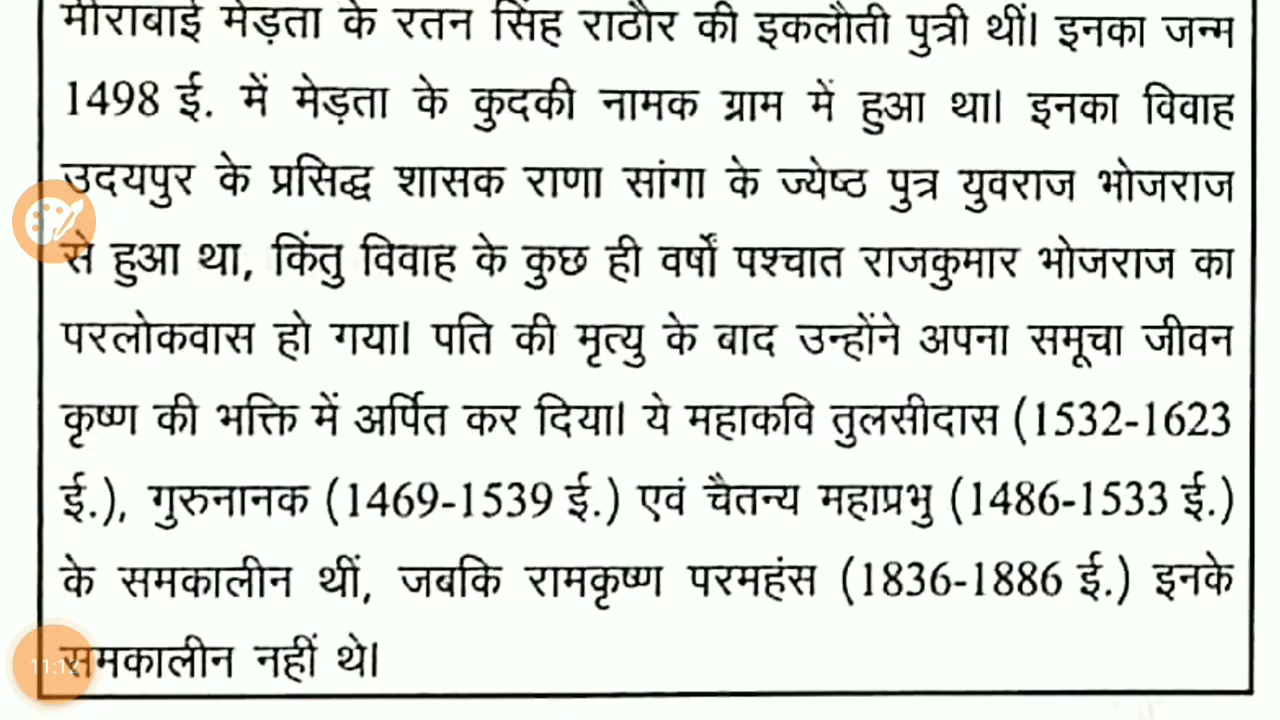 मीराबाई मेड़ता के रतन सिंह राठौर की इकलौती पुत्री थीं। इनका जन्म
1498 ई. में मेड़ता के कुदकी नामक ग्राम में हुआ था। इनका विवाह
उदयपुर के प्रसिद्ध शासक राणा सांगा के ज्येष्ठ पुत्र युवराज भोजराज
से हुआ था, किंतु विवाह के कुछ ही वर्षों पश्चात राजकुमार भोजराज का
परलोकवास हो गया। पति की मृत्यु के बाद उन्होंने अपना समूचा जीवन
कृष्ण की भक्ति में अर्पित कर दिया। ये महाकवि तुलसीदास (1532-1623
ई.), गुरुनानक (1469-1539 ई.) एवं चैतन्य महाप्रभु (1486-1533 ई.)
के समकालीन थीं, जबकि रामकृष्ण परमहंस (1836-1886 ई.) इनके
समकालीन नहीं थे।